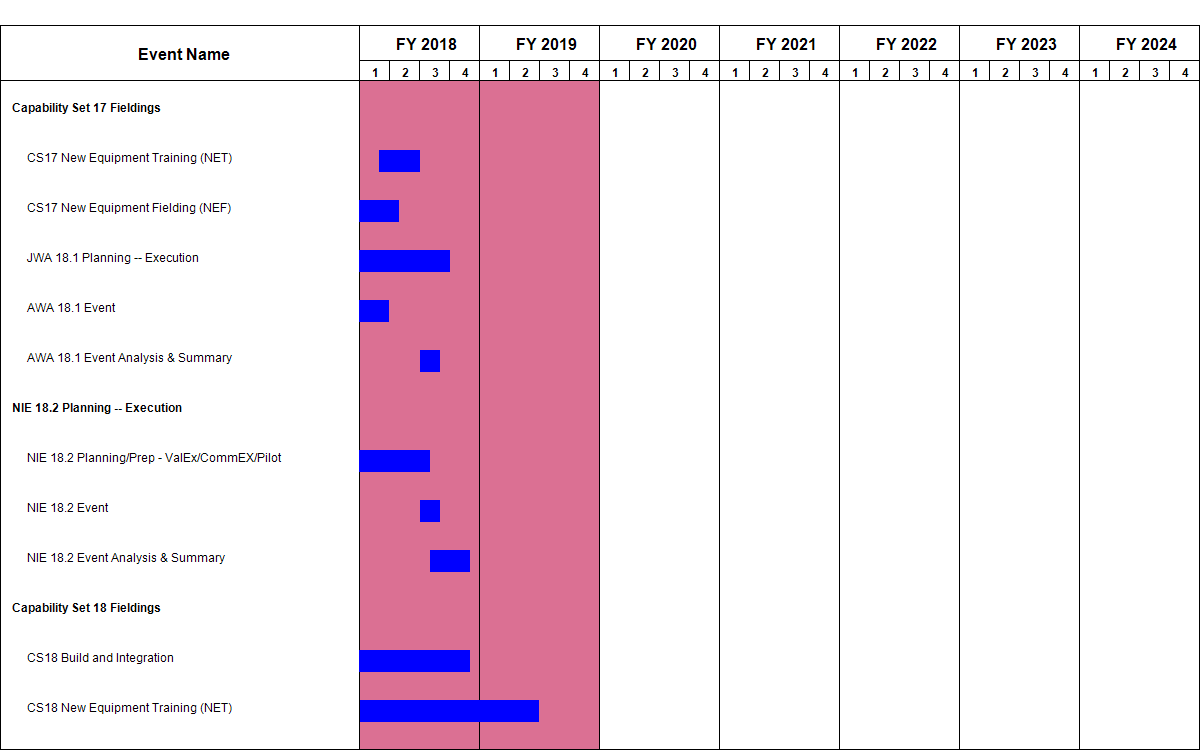 Event Name
FY 2018 FY 2019 FY 2020 FY 2021 FY 2022 FY 2023 FY 2024
1 2 3 4 1 2 3 4 1 2 3 4 1 2 3 4 1 2 3 4 1 2 3 4 1 2 3 4
Capability Set 17 Fieldings
CS17 New Equipment Training (NET)
CS17 New Equipment Fielding (NEF)
JWA 18.1 Planning -- Execution
AWA 18.1 Event
AWA 18.1 Event Analysis & Summary
NIE 18.2 Planning -- Execution
NIE 18.2 Planning/Prep - ValEx/CommEX/Pilot
NIE 18.2 Event
NIE 18.2 Event Analysis & Summary
Capability Set 18 Fieldings
CS18 Build and Integration
CS18 New Equipment Training (NET)